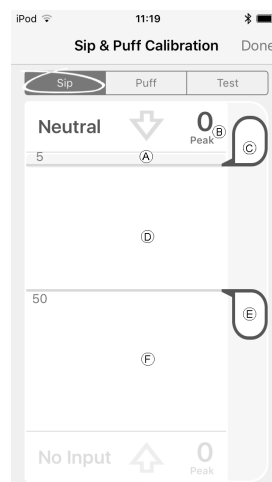 iPod 11:19
Sip & Puff Calibration Done
Sip Puff Test
Neutral 0 B
Peak
C
5 A
D
50
E
F
No Input 0
Peak